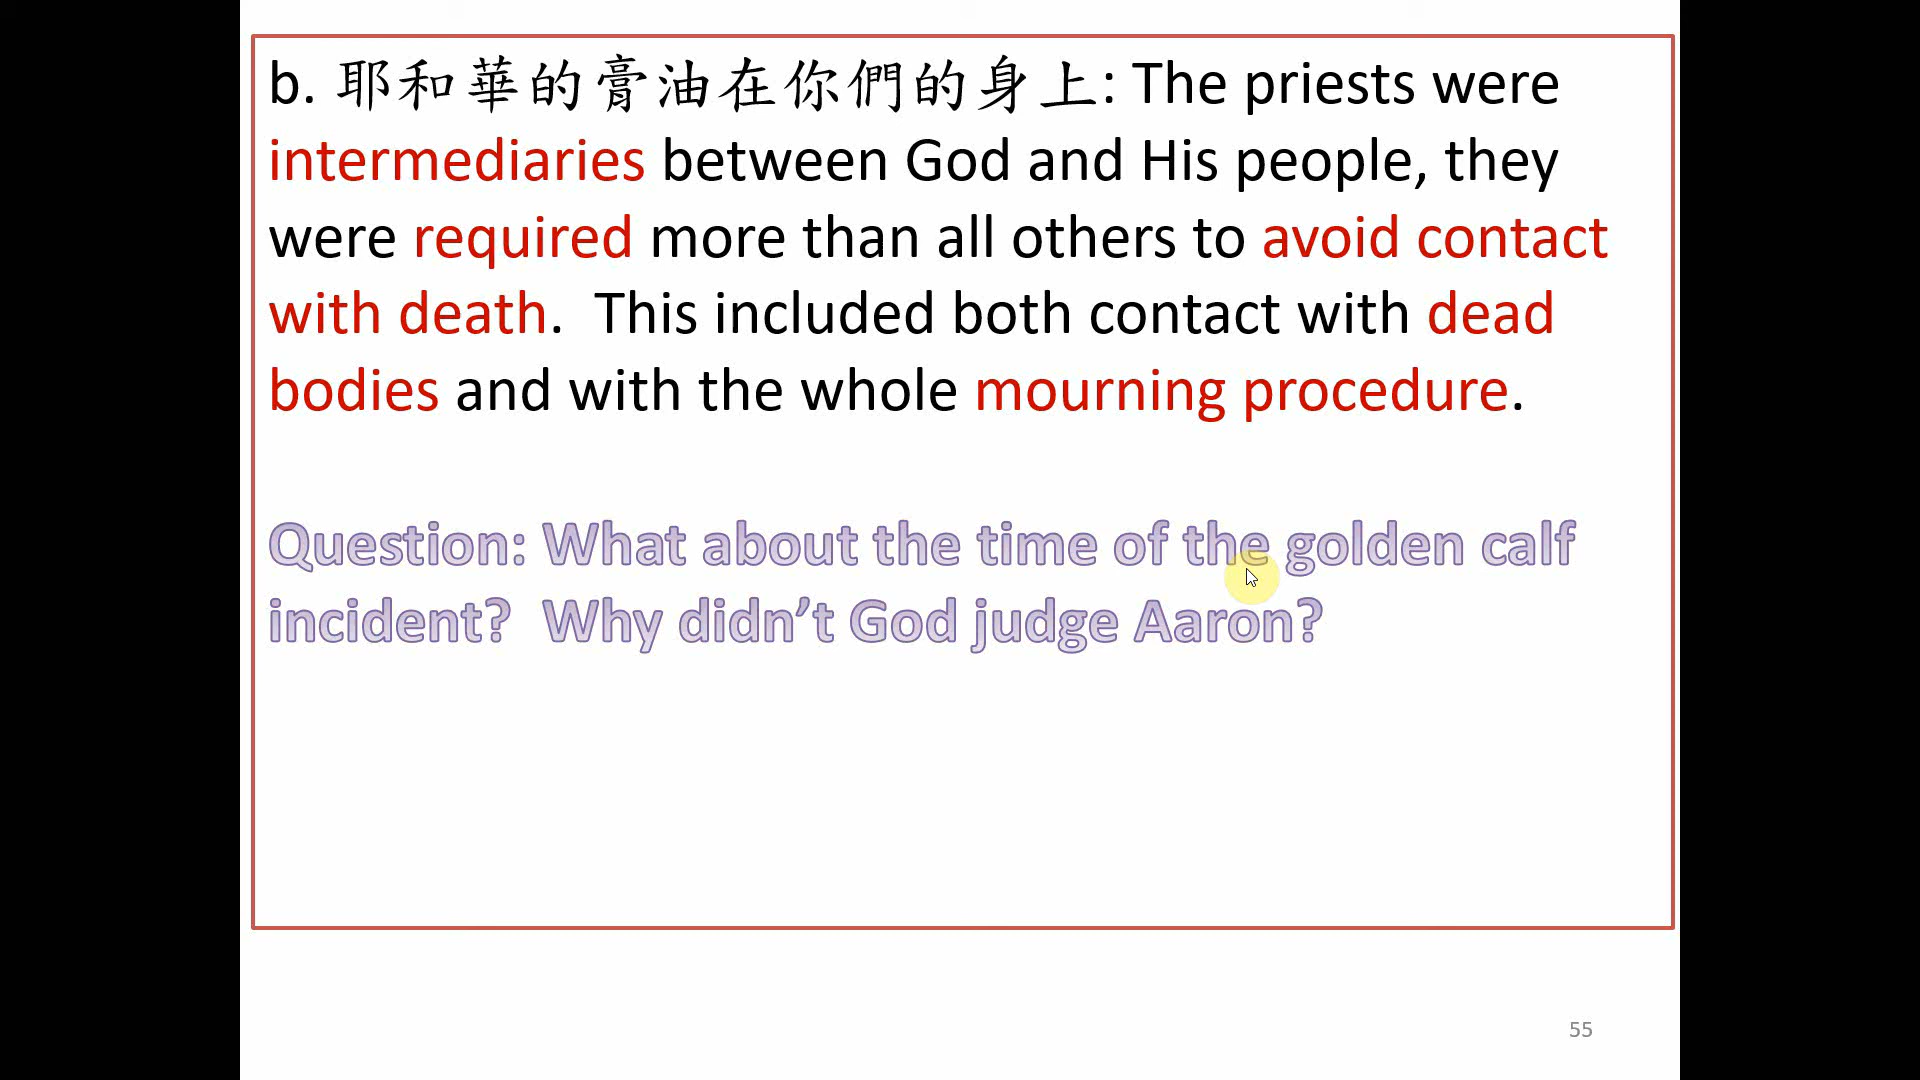 b. 耶和華的膏油在你們的身上: The priests were
intermediaries between God and His people, they
were required more than all others to avoid contact
with death.  This included both contact with dead
bodies and with the whole mourning procedure.
Question: What about the time of the golden calf
incident?  Why didn’t God judge Aaron?
55